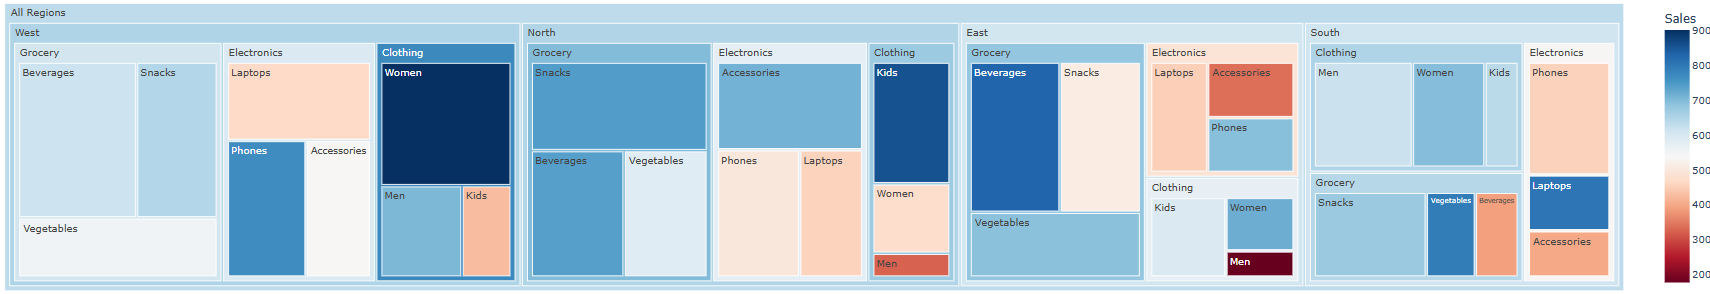 All Regions
West
Grocery
Beverages
Snacks
Vegetables
Electronics
Laptops
Phones
Accessories
Clothing
Women
Men
Kids
North
Grocery
Snacks
Beverages
Vegetables
Electronics
Accessories
Phones
Laptops
Clothing
Kids
Women
Men
East
Grocery
Beverages
Snacks
Vegetables
Electronics
Laptops
Accessories
Phones
Clothing
Kids
Women
Men
South
Clothing
Men
Women
Kids
Grocery
Snacks
Vegetables
Beverages
Electronics
Phones
Laptops
Accessories
Sales
900
800
700
600
500
400
300
200